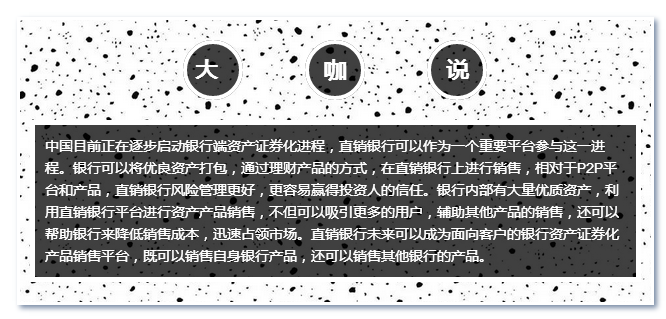 大 咖 说
中国目前正在逐步启动银行端资产证券化进程，直销银行可以作为一个重要平台参与这一进
程。银行可以将优良资产打包，通过理财产品的方式，在直销银行上进行销售，相对于P2P平
台和产品，直销银行风险管理更好，更容易赢得投资人的信任。银行内部有大量优质资产，利
用直销银行平台进行资产产品销售，不但可以吸引更多的用户，辅助其他产品的销售，还可以
帮助银行来降低销售成本，迅速占领市场。直销银行未来可以成为面向客户的银行资产证券化
产品销售平台，既可以销售自身银行产品，还可以销售其他银行的产品。